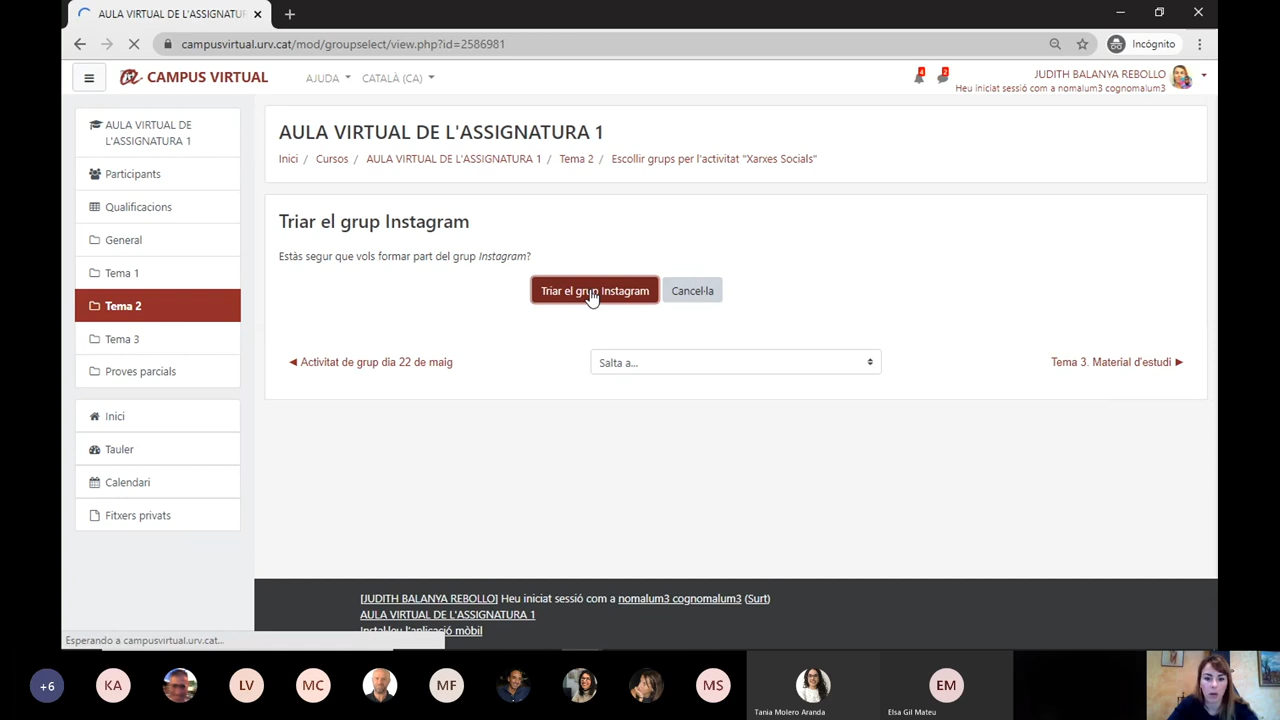 AULA VIRTUAL DE L'ASSIGNATUR
campusvirtual.urv.cat/mod/groupselect/view.php?id=2586981
Incógnito
CAMPUS VIRTUAL
AJUDA
CATALÀ (CA)
4
2
JUDITH BALANYA REBOLLO
Heu iniciat sessió com a nomalum3 cognomalum3
AULA VIRTUAL DE
L'ASSIGNATURA 1
Participants
Qualificacions
General
Tema 1
Tema 2
Tema 3
Proves parcials
Inici
Tauler
Calendari
Fitxers privats
AULA VIRTUAL DE L'ASSIGNATURA 1
Inici / Cursos / AULA VIRTUAL DE L'ASSIGNATURA 1 / Tema 2 / Escollir grups per l'activitat "Xarxes Socials"
Triar el grup Instagram
Estàs segur que vols formar part del grup Instagram?
Triar el grup Instagram
Cancel·la
◀ Activitat de grup dia 22 de maig
Salta a...
Tema 3. Material d'estudi ▶
[JUDITH BALANYA REBOLLO] Heu iniciat sessió com a nomalum3 cognomalum3 (Surt)
AULA VIRTUAL DE L'ASSIGNATURA 1
Instal·leu l'aplicació mòbil
Esperando a campusvirtual.urv.cat...
+6
KA
LV
MC
MF
MS
Tania Molero Aranda
EM
Elsa Gil Mateu